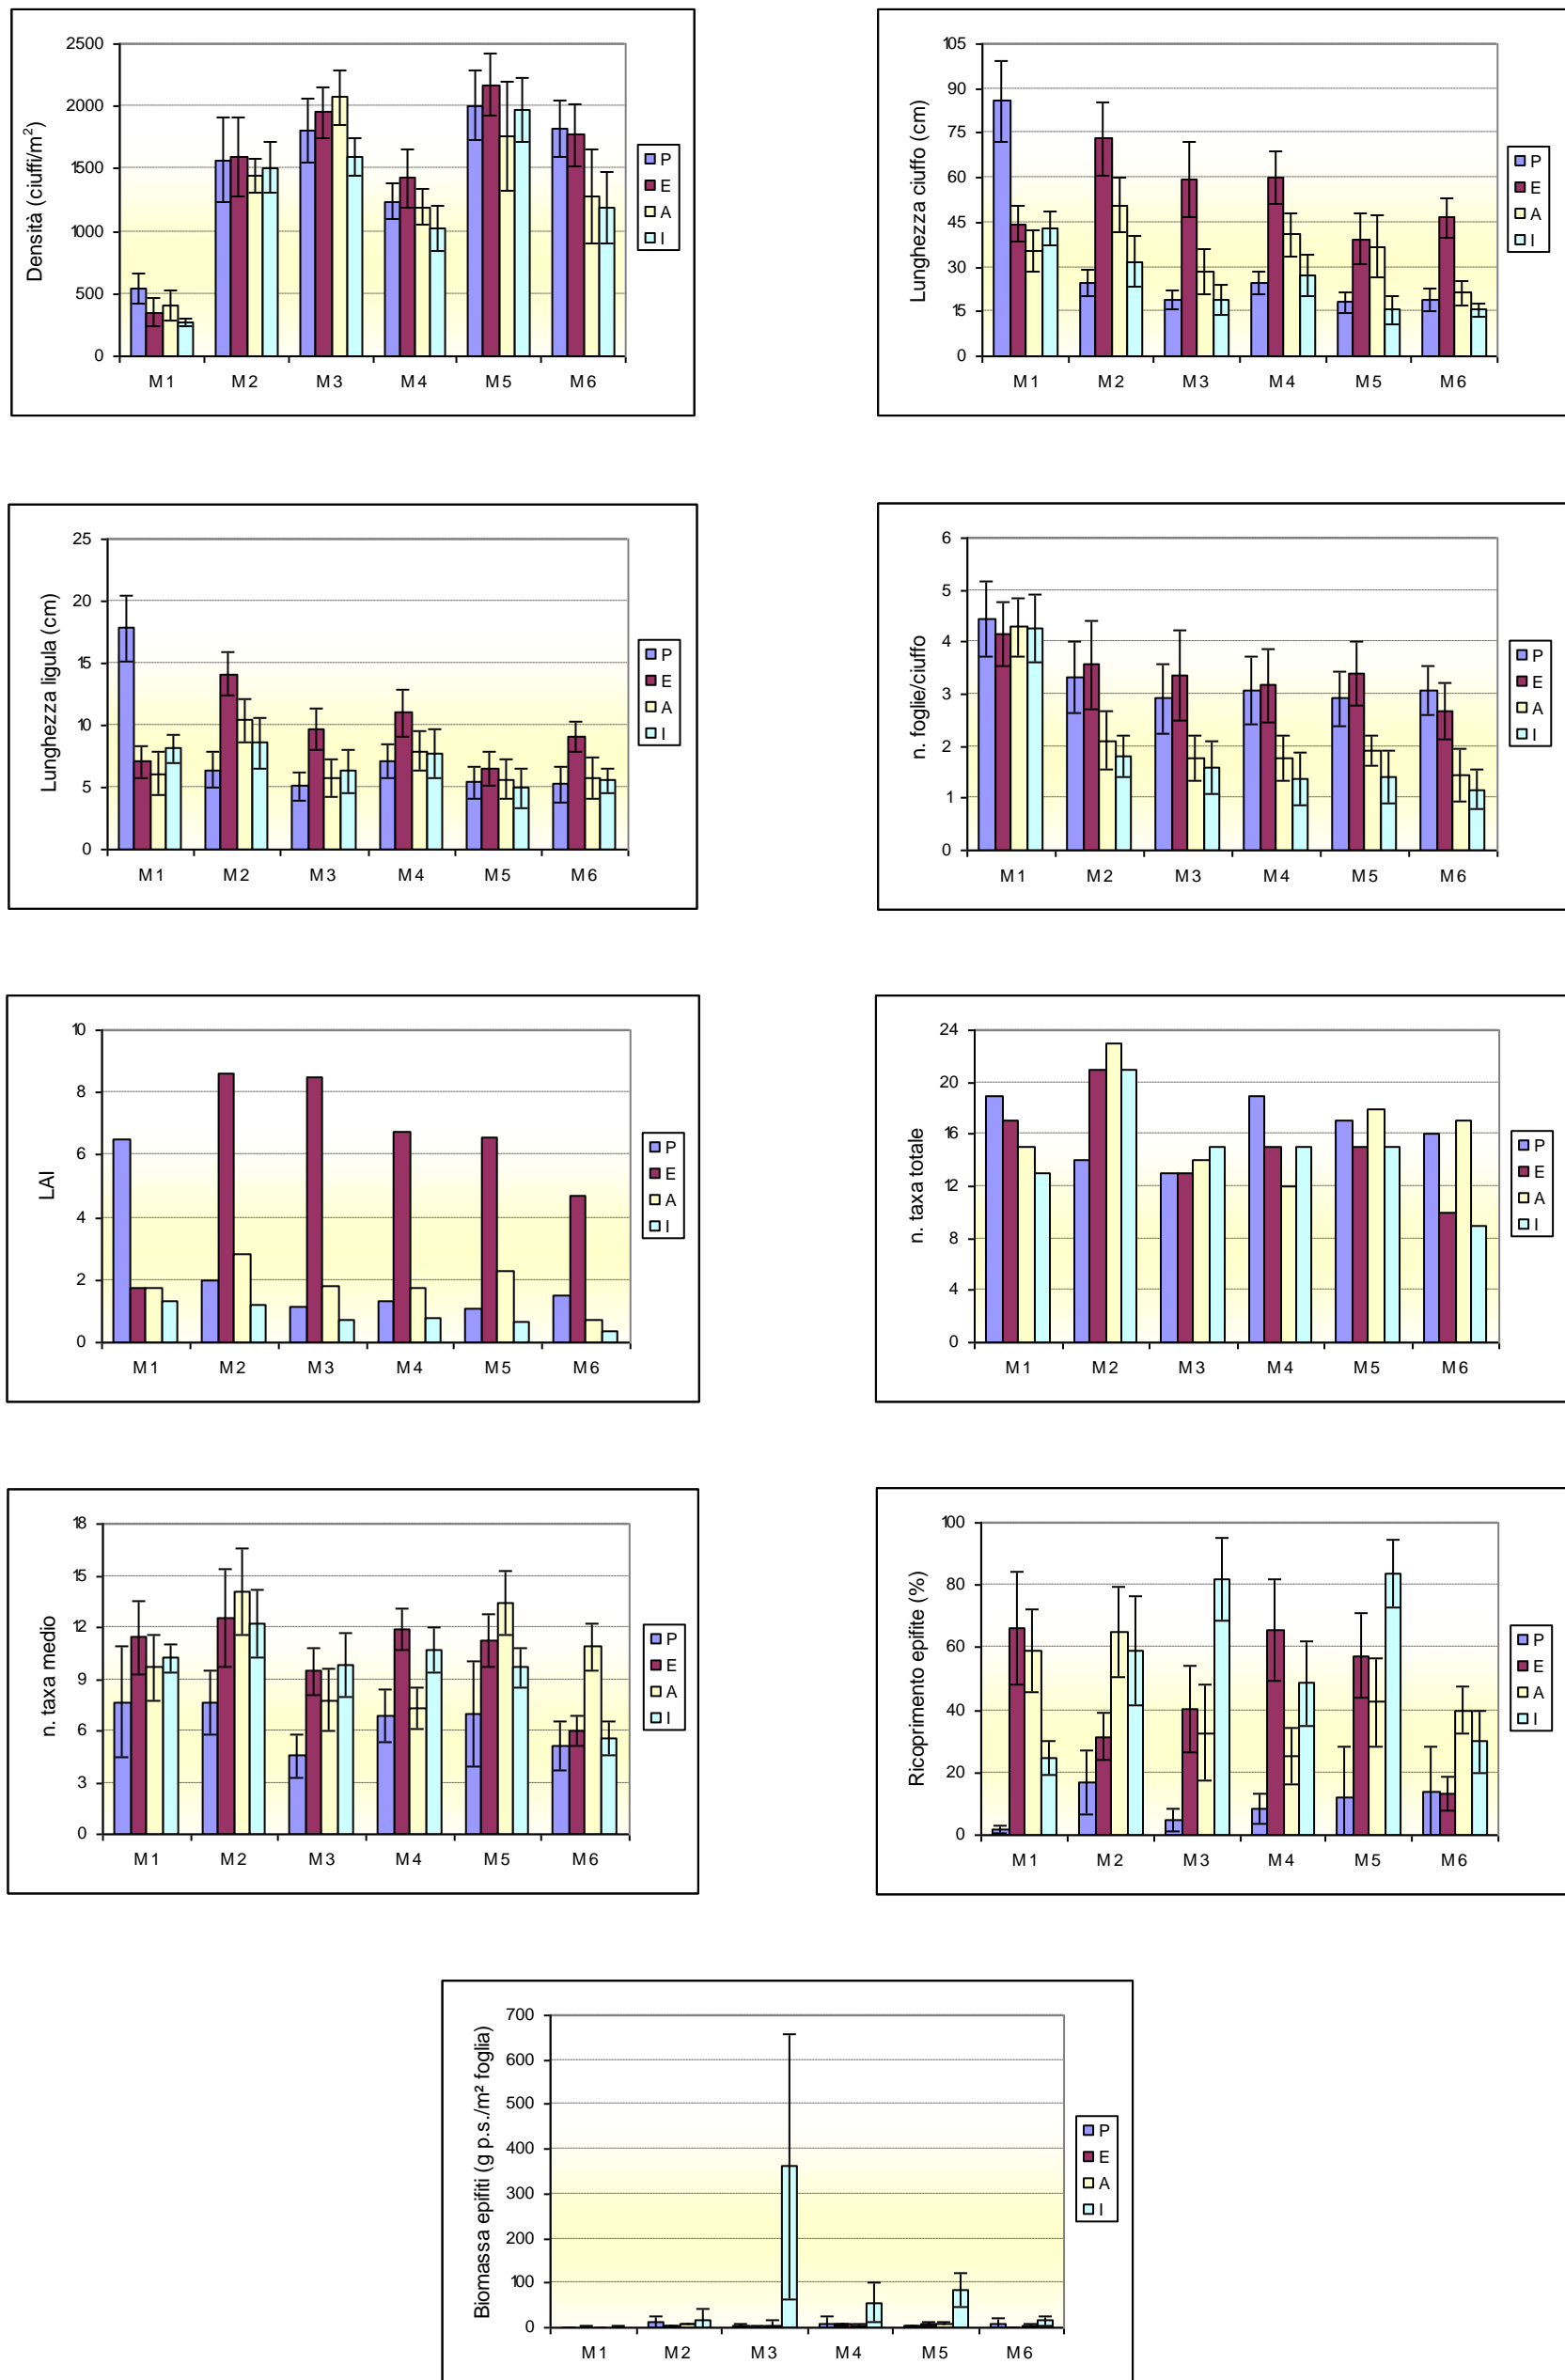 Densità (ciuffi/m²)
2500
2000
1500
1000
500
0
M1 M2 M3 M4 M5 M6
P
E
A
I
Lunghezza ciuffo (cm)
105
90
75
60
45
30
15
0
M1 M2 M3 M4 M5 M6
P
E
A
I
Lunghezza ligula (cm)
25
20
15
10
5
0
M1 M2 M3 M4 M5 M6
P
E
A
I
n. foglie/ciuffo
6
5
4
3
2
1
0
M1 M2 M3 M4 M5 M6
P
E
A
I
LAI
10
8
6
4
2
0
M1 M2 M3 M4 M5 M6
P
E
A
I
n. taxa totale
24
20
16
12
8
4
0
M1 M2 M3 M4 M5 M6
P
E
A
I
n. taxa medio
18
15
12
9
6
3
0
M1 M2 M3 M4 M5 M6
P
E
A
I
Ricoprimento epifite (%)
100
80
60
40
20
0
M1 M2 M3 M4 M5 M6
P
E
A
I
Biomassa epifiti (g p.s./m² foglia)
700
600
500
400
300
200
100
0
M1 M2 M3 M4 M5 M6
P
E
A
I